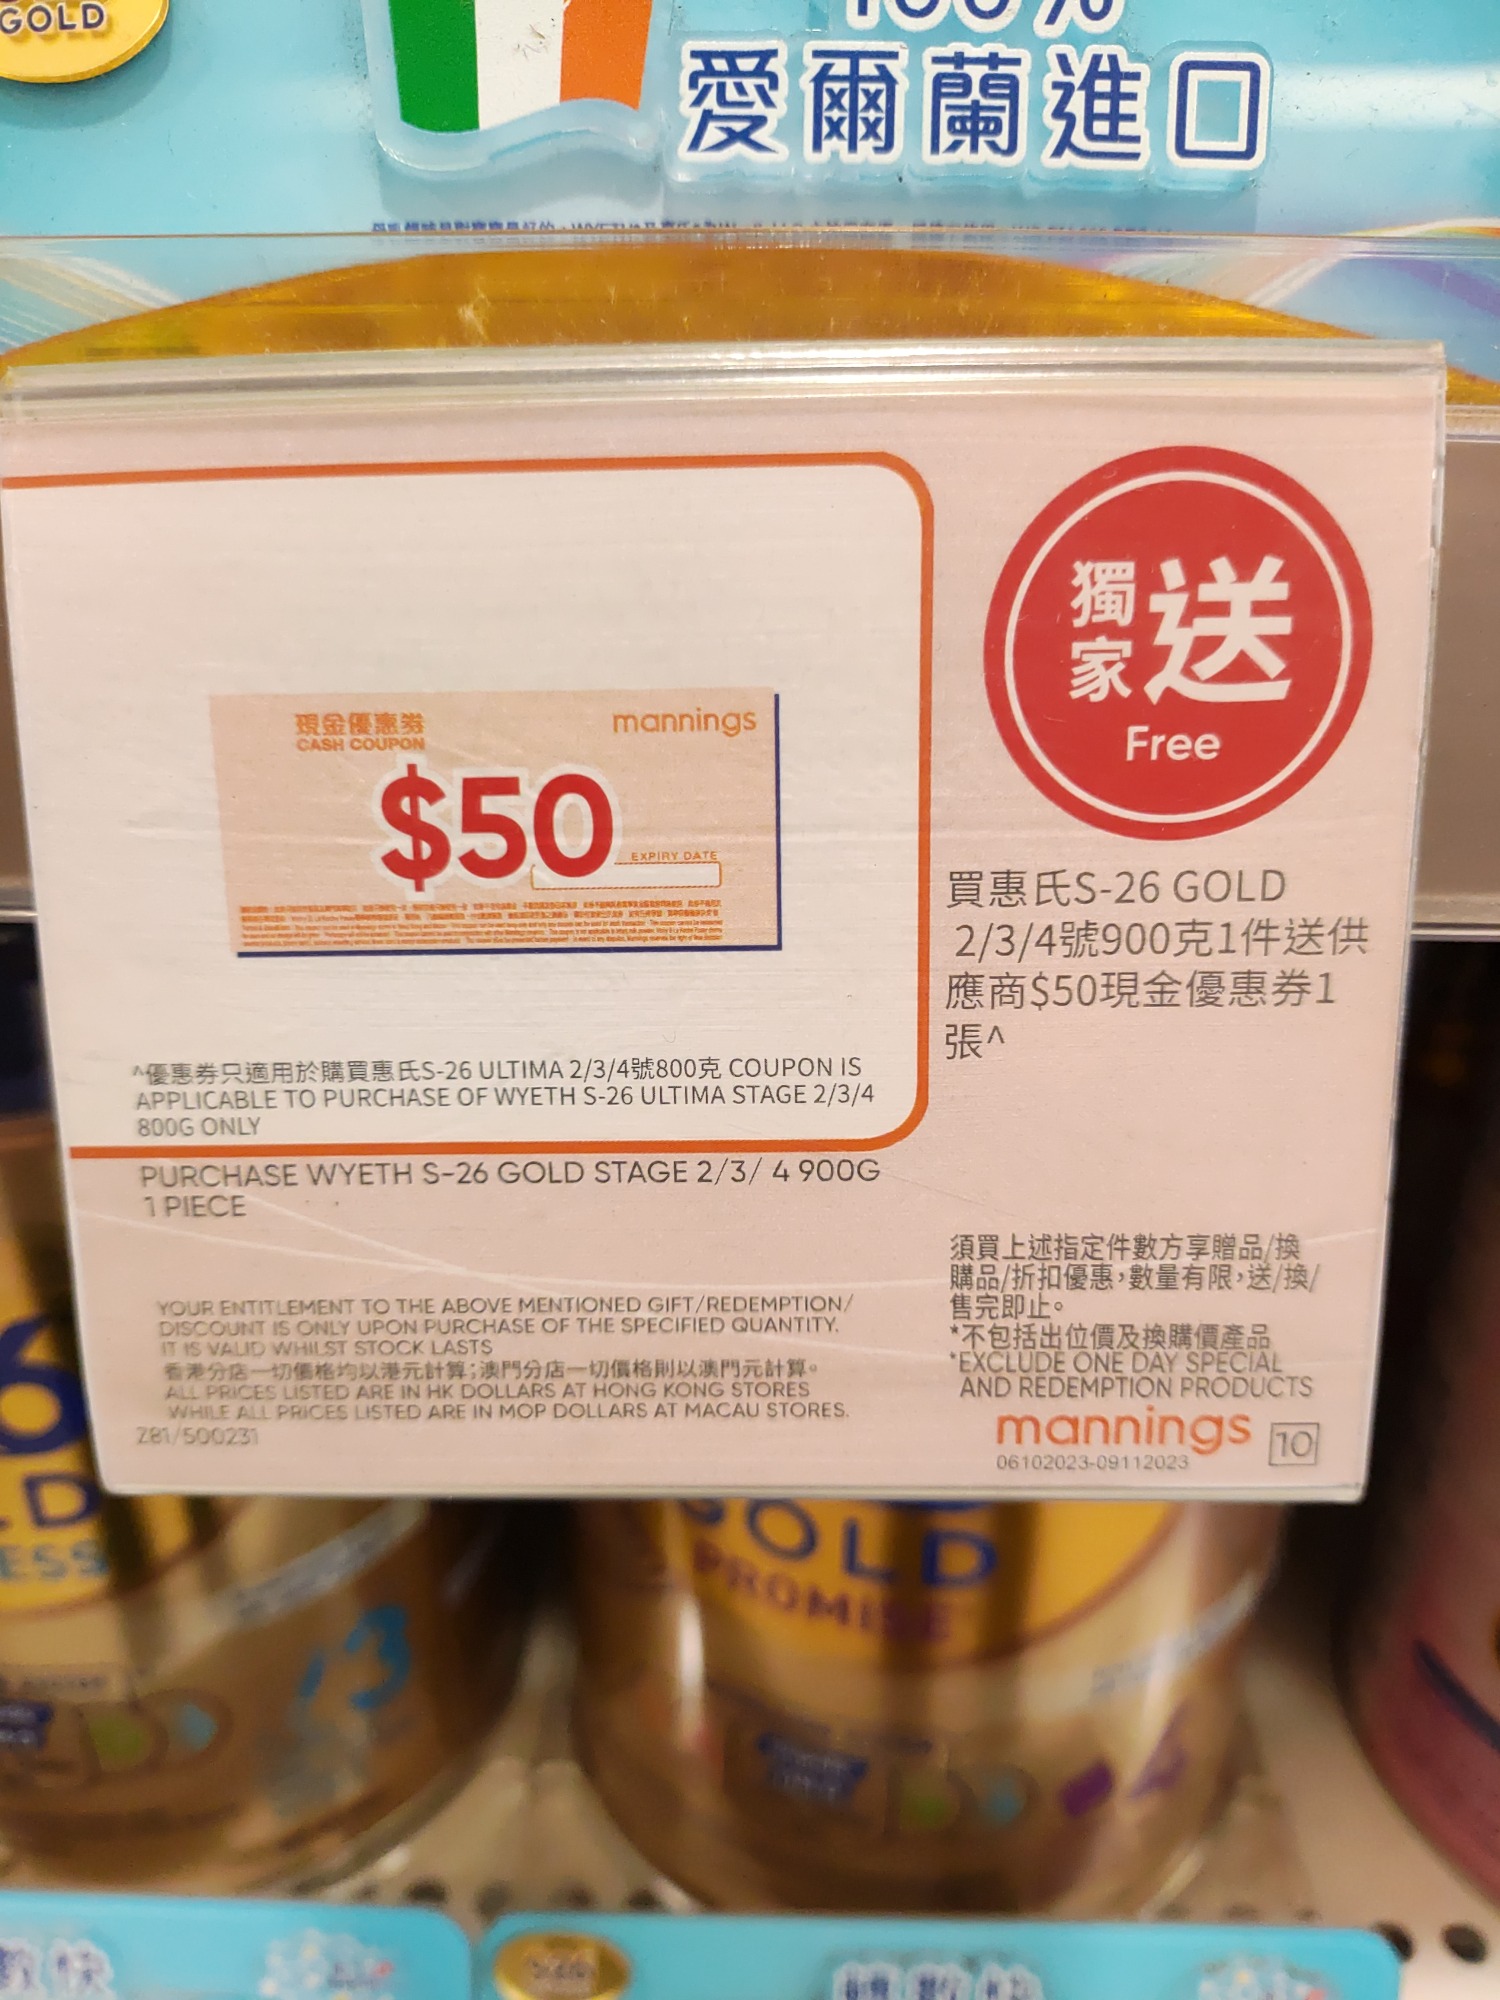 GOLD
100%
愛爾蘭進口
獨家送
Free
現金優惠券
CASH COUPON
mannings
$50
EXPIRY DATE
買惠氏S-26 GOLD
2/3/4號900克1件送供
應商$50現金優惠券1
張^
^優惠券只適用於購買惠氏S-26 ULTIMA 2/3/4號800克 COUPON IS
APPLICABLE TO PURCHASE OF WYETH S-26 ULTIMA STAGE 2/3/4
800G ONLY
PURCHASE WYETH S-26 GOLD STAGE 2/3/ 4 900G
1 PIECE
YOUR ENTITLEMENT TO THE ABOVE MENTIONED GIFT/REDEMPTION/
DISCOUNT IS ONLY UPON PURCHASE OF THE SPECIFIED QUANTITY.
IT IS VALID WHILST STOCK LASTS
香港分店一切價格均以港元計算;澳門分店一切價格則以澳門元計算。
ALL PRICES LISTED ARE IN HK DOLLARS AT HONG KONG STORES
WHILE ALL PRICES LISTED ARE IN MOP DOLLARS AT MACAU STORES.
Z81/500231
須買上述指定件數方享贈品/換
購品/折扣優惠,數量有限,送/換/
售完即止。
*不包括出位價及換購價產品
*EXCLUDE ONE DAY SPECIAL
AND REDEMPTION PRODUCTS
mannings
10
06102023-09112023
6
LD
ESS
3
GOLD
PROMISE
4